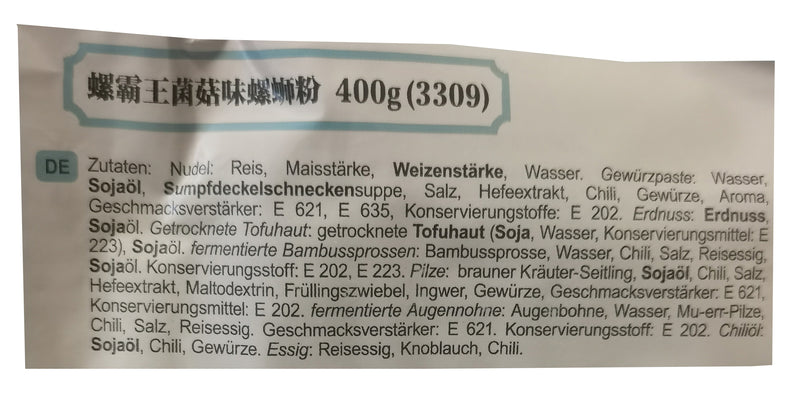 螺霸王菌菇味螺蛳粉 400g (3309)
DE Zutaten: Nudel: Reis, Maisstärke, Weizenstärke, Wasser. Gewürzpaste: Wasser,
Sojaöl, Sumpfdeckelschneckensuppe, Salz, Hefeextrakt, Chili, Gewürze, Aroma,
Geschmacksverstärker: E 621, E 635, Konservierungstoffe: E 202. Erdnuss: Erdnuss,
Sojaöl. Getrocknete Tofuhaut: getrocknete Tofuhaut (Soja, Wasser, Konservierungsmittel: E
223), Sojaöl. fermentierte Bambussprossen: Bambussprosse, Wasser, Chili, Salz, Reisessig,
Sojaöl. Konservierungsstoff: E 202, E 223. Pilze: brauner Kräuter-Seitling, Sojaöl, Chili, Salz,
Hefeextrakt, Maltodextrin, Früllingszwiebel, Ingwer, Gewürze, Geschmacksverstärker: E 621,
Konservierungsmittel: E 202. fermentierte Augennohne: Augenbohne, Wasser, Mu-err-Pilze,
Chili, Salz, Reisessig. Geschmacksverstärker: E 621. Konservierungsstoff: E 202. Chiliöl:
Sojaöl, Chili, Gewürze. Essig: Reisessig, Knoblauch, Chili.